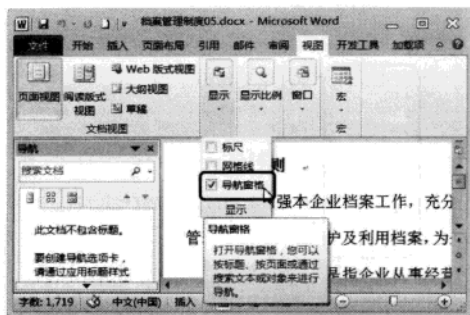 档案管理制度05.docx - Microsoft Word
文件 开始 插入 页面布局 引用 邮件 审阅 视图 开发工具 加载项
页面视图 阅读版式视图 Web 版式视图 大纲视图 草稿
显示 显示比例 窗口 宏
文档视图 宏
标尺
网格线
导航窗格
显示
导航
搜索文档
此文档不包含标题。
要创建导航选项卡，
请通过应用标题样式
则
强本企业档案工作，充分
管 护及利用档案，为
是指企业从事经营
导航窗格
打开导航窗格，您可以
按标题、按页面或通过
搜索文本或对象来进行
导航。
字数: 1,719 中文(中国) 插入